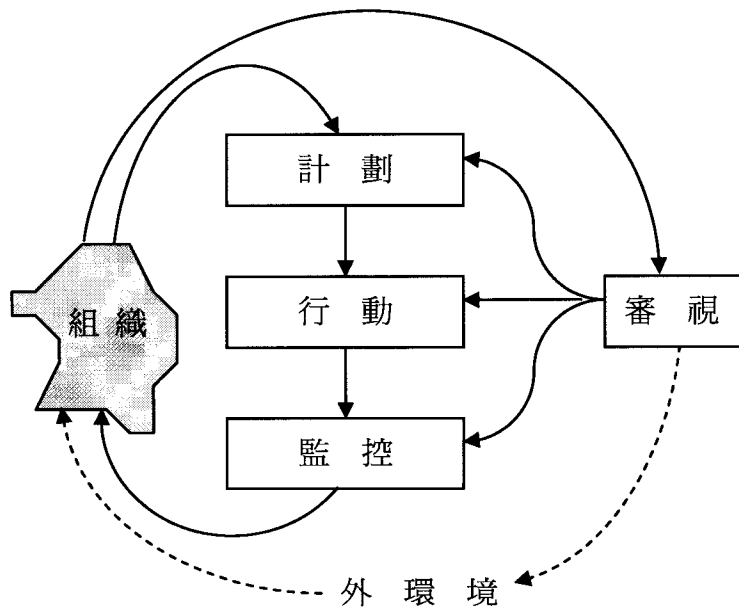 計 劃
組 織
行 動
審 視
監 控
外 環 境